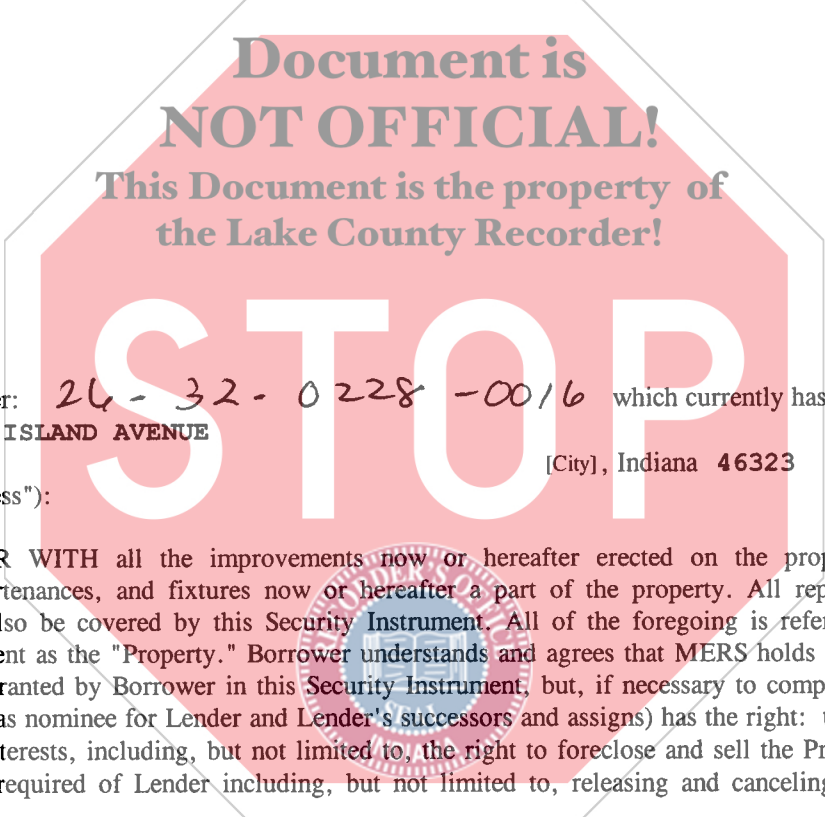 Document is
NOT OFFICIAL!
This Document is the property of
the Lake County Recorder!
STOP
er: 26 - 32 - 0228 - 0016 which currently has
ISLAND AVENUE
[City], Indiana 46323
ess"):
R WITH all the improvements now or hereafter erected on the prop
rtenances, and fixtures now or hereafter a part of the property. All rep
lso be covered by this Security Instrument. All of the foregoing is refer
ent as the "Property." Borrower understands and agrees that MERS holds
ranted by Borrower in this Security Instrument, but, if necessary to comp
as nominee for Lender and Lender's successors and assigns) has the right:
terests, including, but not limited to, the right to foreclose and sell the Pr
required of Lender including, but not limited to, releasing and canceling
SEAL
INDIANA